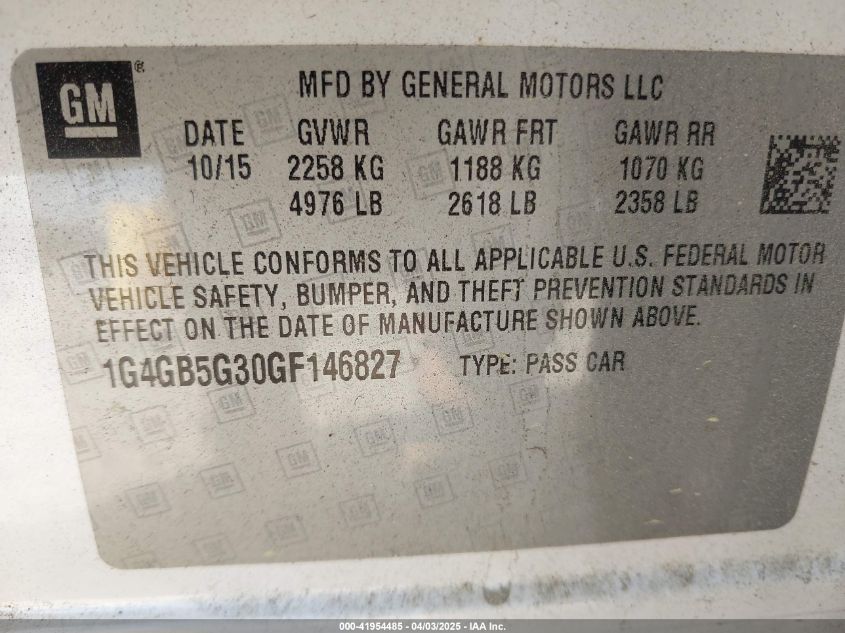 GM ®
MFD BY GENERAL MOTORS LLC
DATE GVWR GAWR FRT GAWR RR
10/15 2258 KG 1188 KG 1070 KG
4976 LB 2618 LB 2358 LB
THIS VEHICLE CONFORMS TO ALL APPLICABLE U.S. FEDERAL MOTOR
VEHICLE SAFETY, BUMPER, AND THEFT PREVENTION STANDARDS IN
EFFECT ON THE DATE OF MANUFACTURE SHOWN ABOVE.
1G4GB5G30GF146827 TYPE: PASS CAR
000-41954485 - 04/03/2025 - IAA Inc.